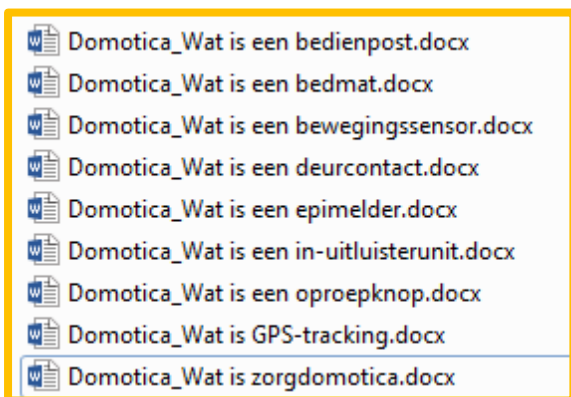 Domotica_Wat is een bedienpost.docx
Domotica_Wat is een bedmat.docx
Domotica_Wat is een bewegingssensor.docx
Domotica_Wat is een deurcontact.docx
Domotica_Wat is een epimelder.docx
Domotica_Wat is een in-uitluisterunit.docx
Domotica_Wat is een oproepknop.docx
Domotica_Wat is GPS-tracking.docx
Domotica_Wat is zorgdomotica.docx